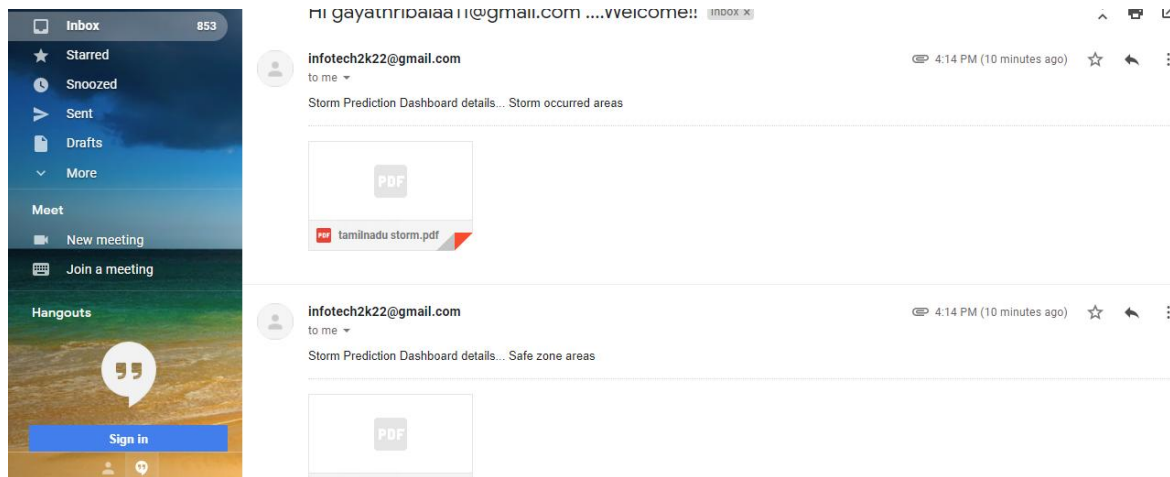 Inbox 853
Starred
Snoozed
Sent
Drafts
More
Meet
New meeting
Join a meeting
Hangouts
Sign in
Hi gayathribalaa11@gmail.com ....Welcome!! Inbox ×
infotech2k22@gmail.com 4:14 PM (10 minutes ago)
to me
Storm Prediction Dashboard details... Storm occurred areas
PDF
PDF tamilnadu storm.pdf
infotech2k22@gmail.com 4:14 PM (10 minutes ago)
to me
Storm Prediction Dashboard details... Safe zone areas
PDF